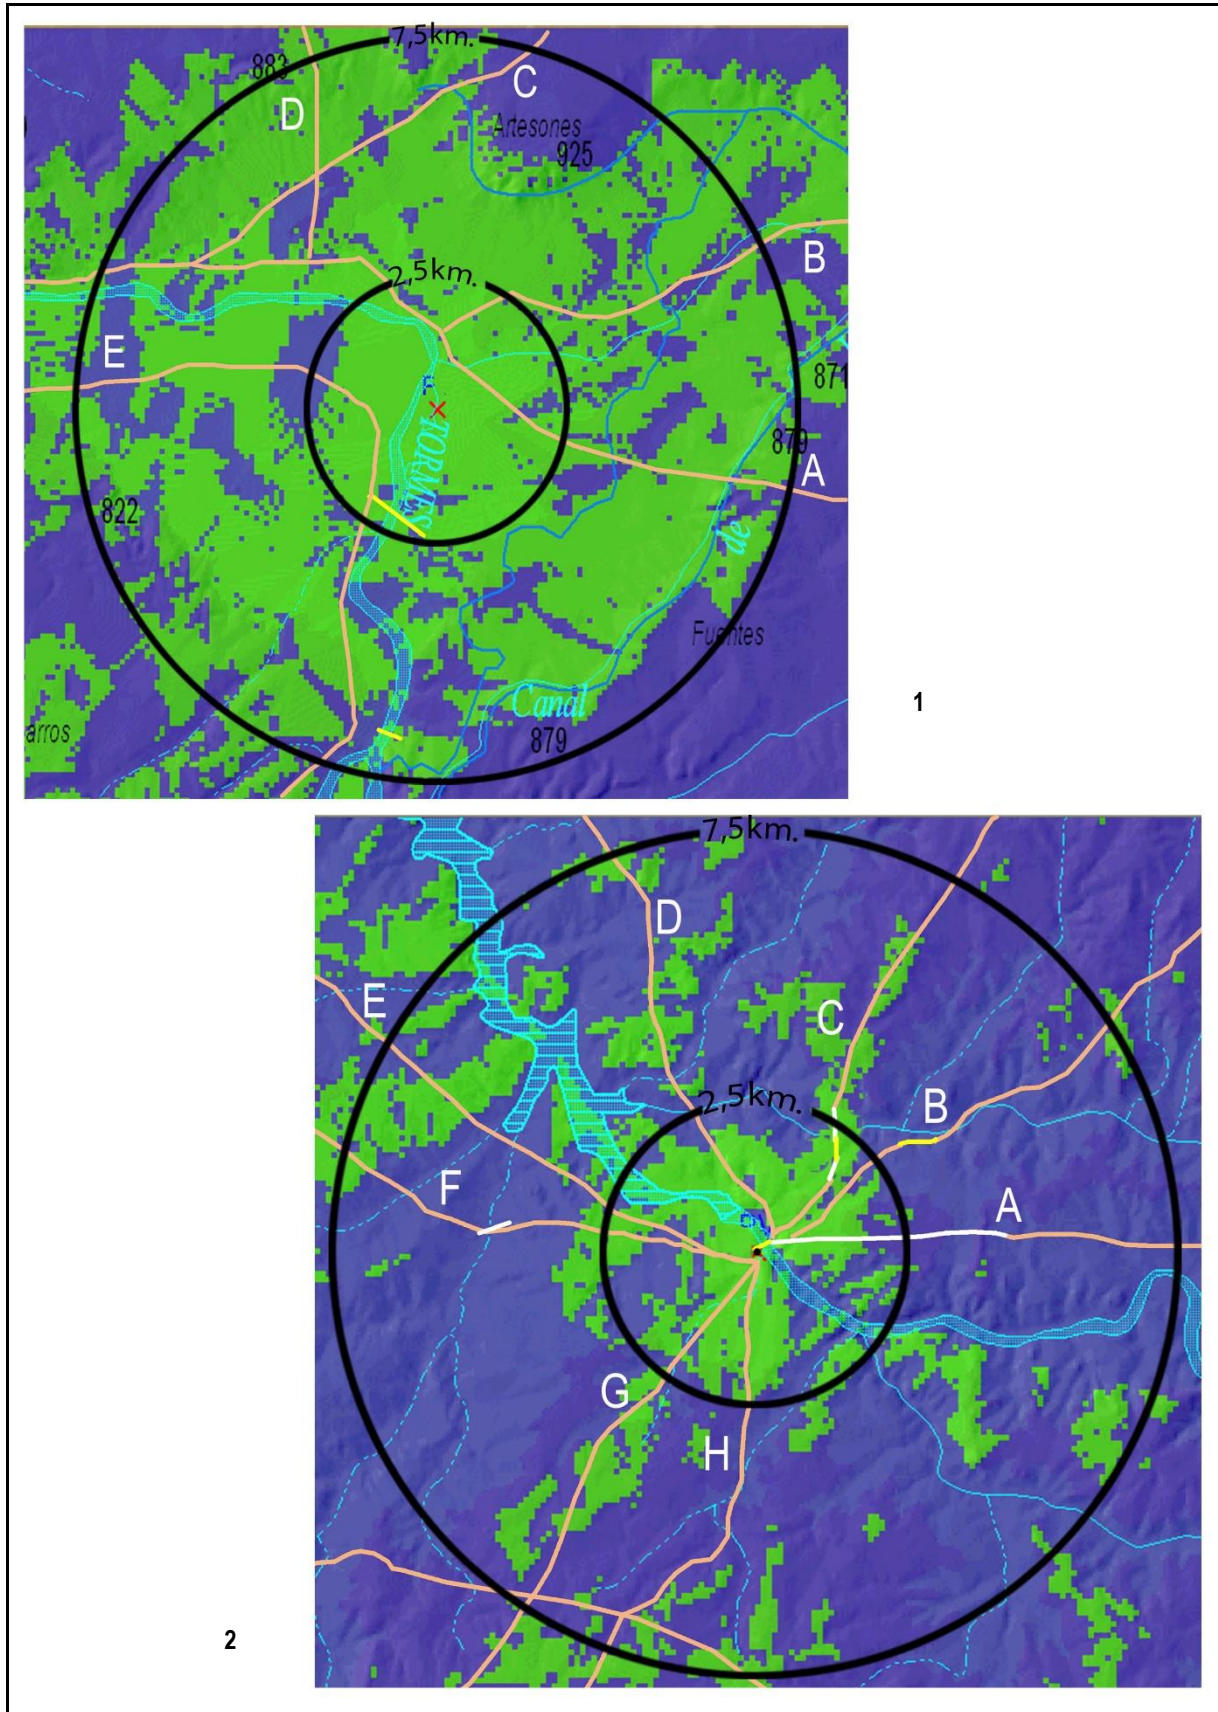 7,5km.
883
C
D
Artesones
925
B
2,5km.
E
871
879
A
TORMES
822
de
Fuentes
Canal
arros
879
1
7,5km.
D
E
C
2,5km.
B
F
A
G
H
2